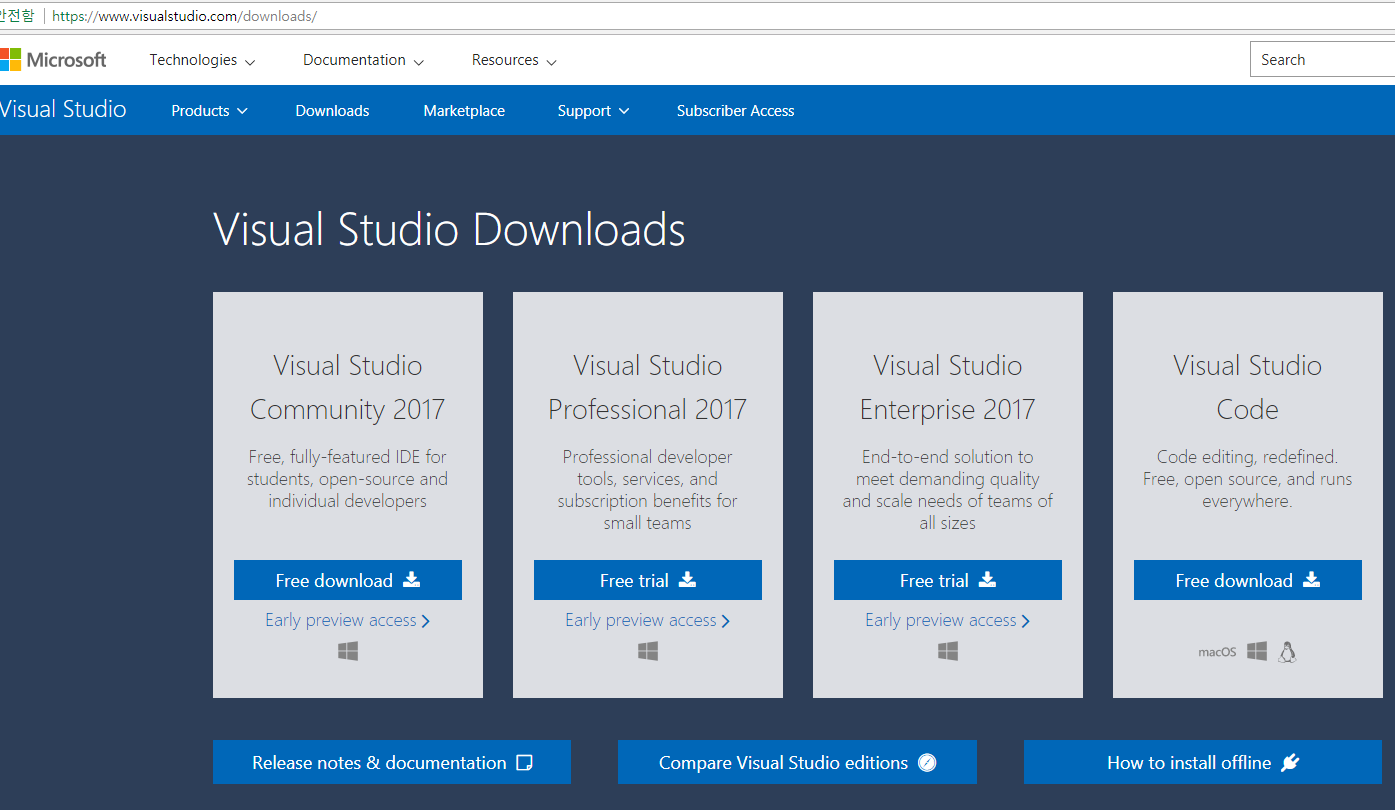 안전함 https://www.visualstudio.com/downloads/
Microsoft Technologies Documentation Resources Search
Visual Studio Products Downloads Marketplace Support Subscriber Access
Visual Studio Downloads
Visual Studio
Community 2017
Free, fully-featured IDE for
students, open-source and
individual developers
Free download
Early preview access
Visual Studio
Professional 2017
Professional developer
tools, services, and
subscription benefits for
small teams
Free trial
Early preview access
Visual Studio
Enterprise 2017
End-to-end solution to
meet demanding quality
and scale needs of teams of
all sizes
Free trial
Early preview access
Visual Studio
Code
Code editing, redefined.
Free, open source, and runs
everywhere.
Free download
macOS
Release notes & documentation
Compare Visual Studio editions
How to install offline